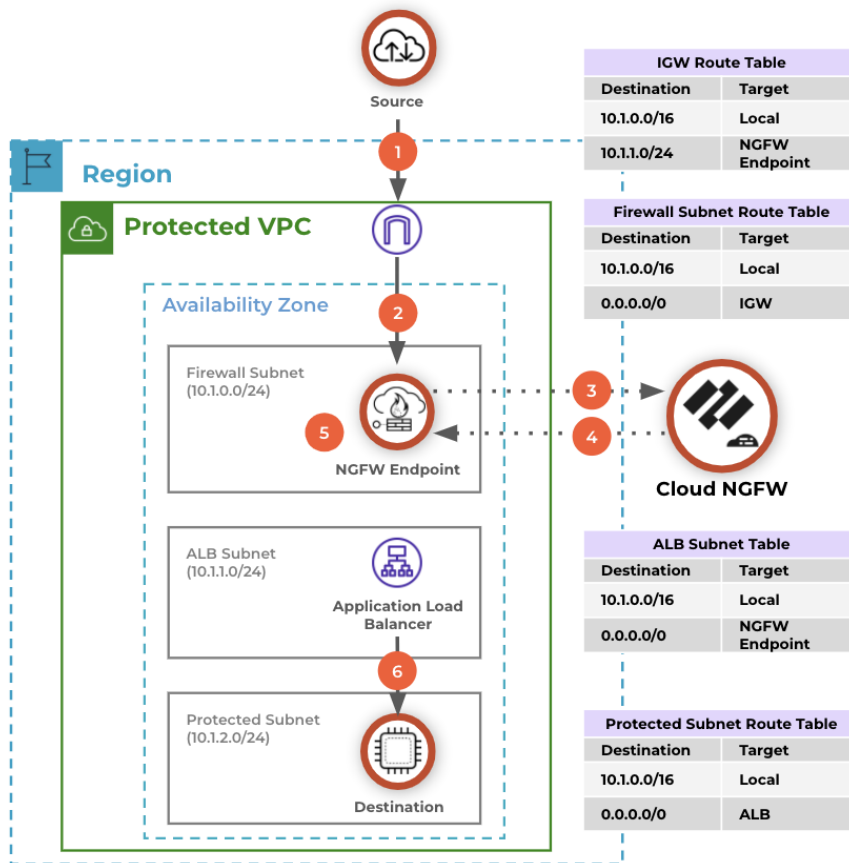 Source
1
Region
Protected VPC
Availability Zone
2
Firewall Subnet
(10.1.0.0/24)
3
5
4
NGFW Endpoint
Cloud NGFW
ALB Subnet
(10.1.1.0/24)
Application Load
Balancer
6
Protected Subnet
(10.1.2.0/24)
Destination
IGW Route Table
Destination Target
10.1.0.0/16 Local
10.1.1.0/24 NGFW
Endpoint
Firewall Subnet Route Table
Destination Target
10.1.0.0/16 Local
0.0.0.0/0 IGW
ALB Subnet Table
Destination Target
10.1.0.0/16 Local
0.0.0.0/0 NGFW
Endpoint
Protected Subnet Route Table
Destination Target
10.1.0.0/16 Local
0.0.0.0/0 ALB